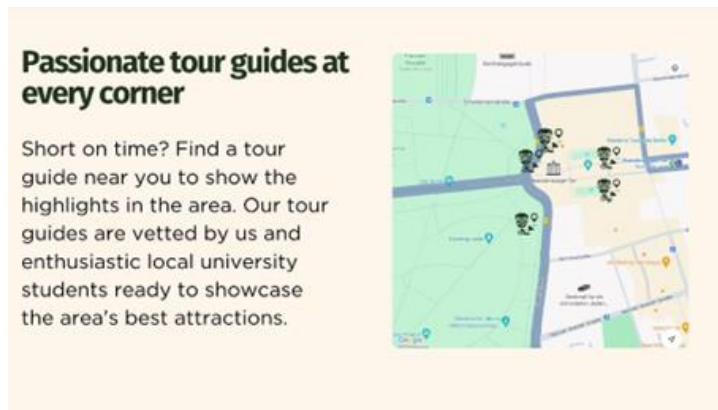 Passionate tour guides at
every corner
Short on time? Find a tour
guide near you to show the
highlights in the area. Our tour
guides are vetted by us and
enthusiastic local university
students ready to showcase
the area's best attractions.
Google